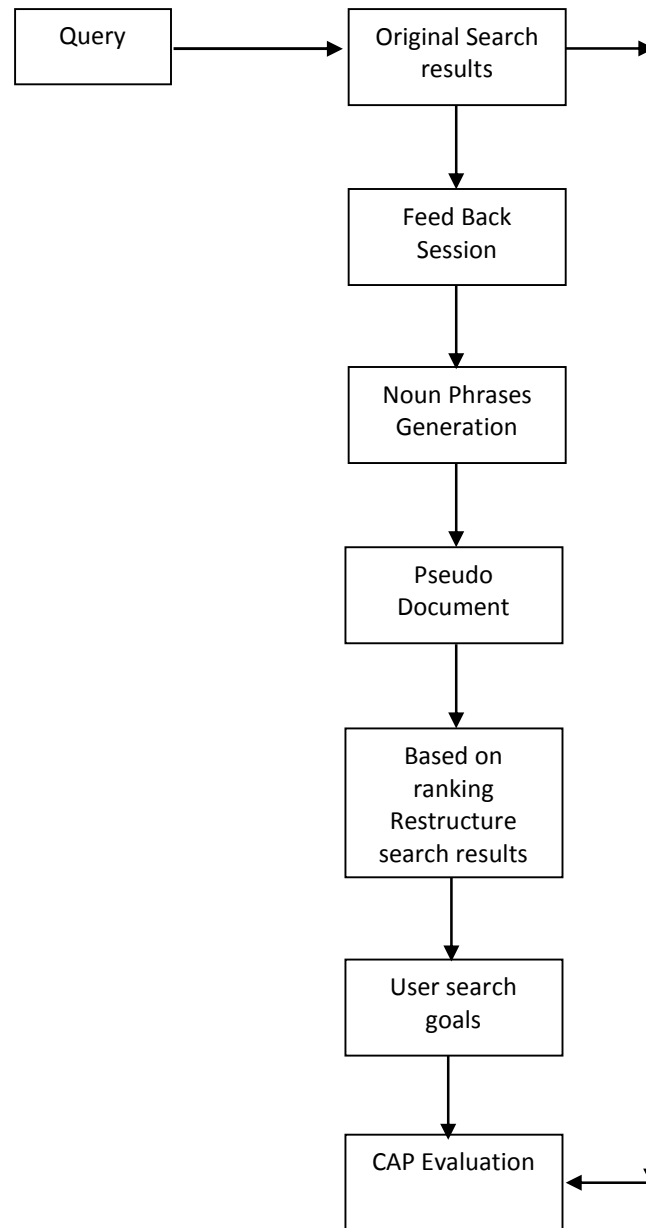 Query
Original Search
results
Feed Back
Session
Noun Phrases
Generation
Pseudo
Document
Based on
ranking
Restructure
search results
User search
goals
CAP Evaluation